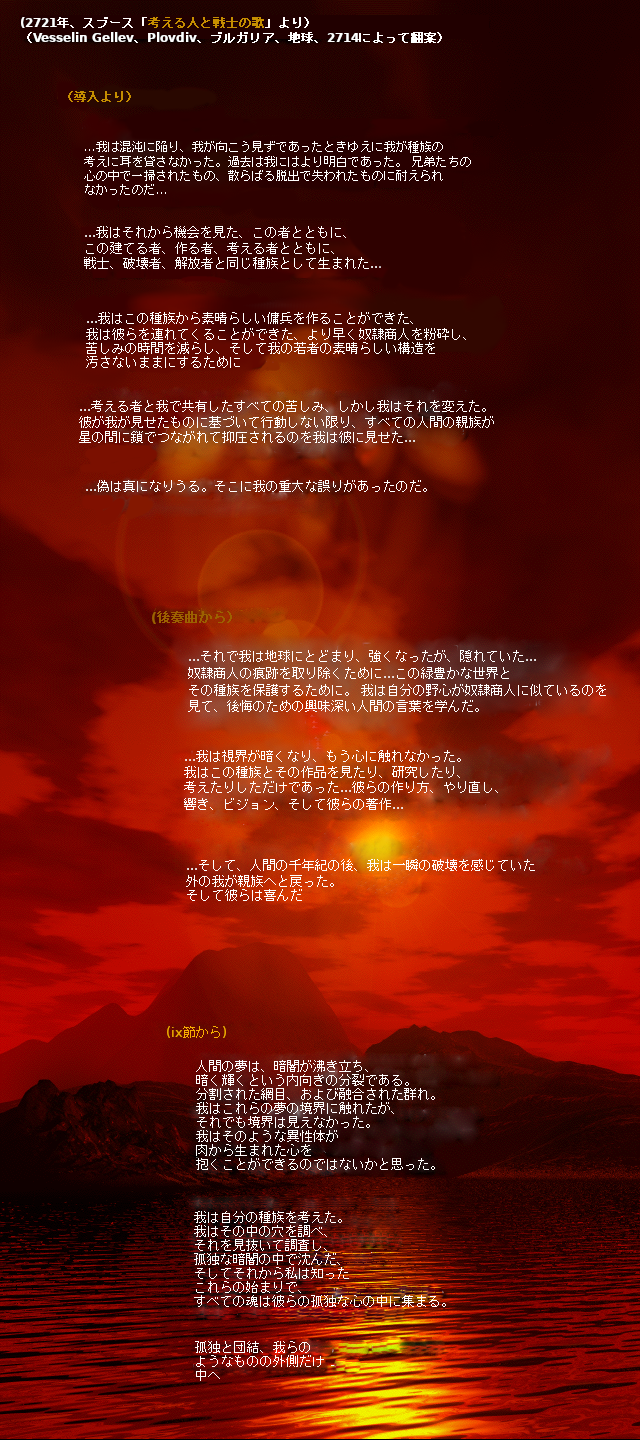 (2721年、スブース「考える人と戦士の歌」より)
(Vesselin Gellev、Plovdiv、ブルガリア、地球、2714によって翻案)
(導入より)
...我は混沌に陥り、我が向こう見ずであったときゆえに我が種族の
考えに耳を貸さなかった。過去は我にはより明白であった。 兄弟たちの
心の中で一掃されたもの、散らばる脱出で失われたものに耐えられ
なかったのだ...
...我はそれから機会を見た、この者とともに、
この建てる者、作る者、考える者とともに、
戦士、破壊者、解放者と同じ種族として生まれた...
...我はこの種族から素晴らしい傭兵を作ることができた、
我は彼らを連れてくることができた、より早く奴隷商人を粉砕し、
苦しみの時間を減らし、そして我の若者の素晴らしい構造を
汚さないままにするために
...考える者と我で共有したすべての苦しみ、しかし我はそれを変えた。
彼が我が見せたものに基づいて行動しない限り、すべての人間の親族が
星の間に鎖でつながれて抑圧されるのを我は彼に見せた...
...偽は真になりうる。そこに我の重大な誤りがあったのだ。
(後奏曲から)
...それで我は地球にとどまり、強くなったが、隠れていた...
奴隷商人の痕跡を取り除くために...この緑豊かな世界と
その種族を保護するために。 我は自分の野心が奴隷商人に似ているのを
見て、後悔のための興味深い人間の言葉を学んだ。
...我は視界が暗くなり、もう心に触れなかった。
我はこの種族とその作品を見たり、研究したり、
考えたりしただけであった...彼らの作り方、やり直し、
響き、ビジョン、そして彼らの著作...
...そして、人間の千年紀の後、我は一瞬の破壊を感じていた
外の我が親族へと戻った。
そして彼らは喜んだ
(ix節から)
人間の夢は、暗闇が沸き立ち、
暗く輝くという内向きの分裂である。
分割された網目、および融合された群れ。
我はこれらの夢の境界に触れたが、
それでも境界は見えなかった。
我はそのような異性体が
肉から生まれた心を
抱くことができるのではないかと思った。
我は自分の種族を考えた。
我はその中の穴を調べ、
それを見抜いて調査し、
孤独な暗闇の中で沈んだ、
そしてそれから私は知った
これらの始まりで、
すべての魂は彼らの孤独な心の中に集まる。
孤独と団結、我らの
ようなものの外側だけ
中へ